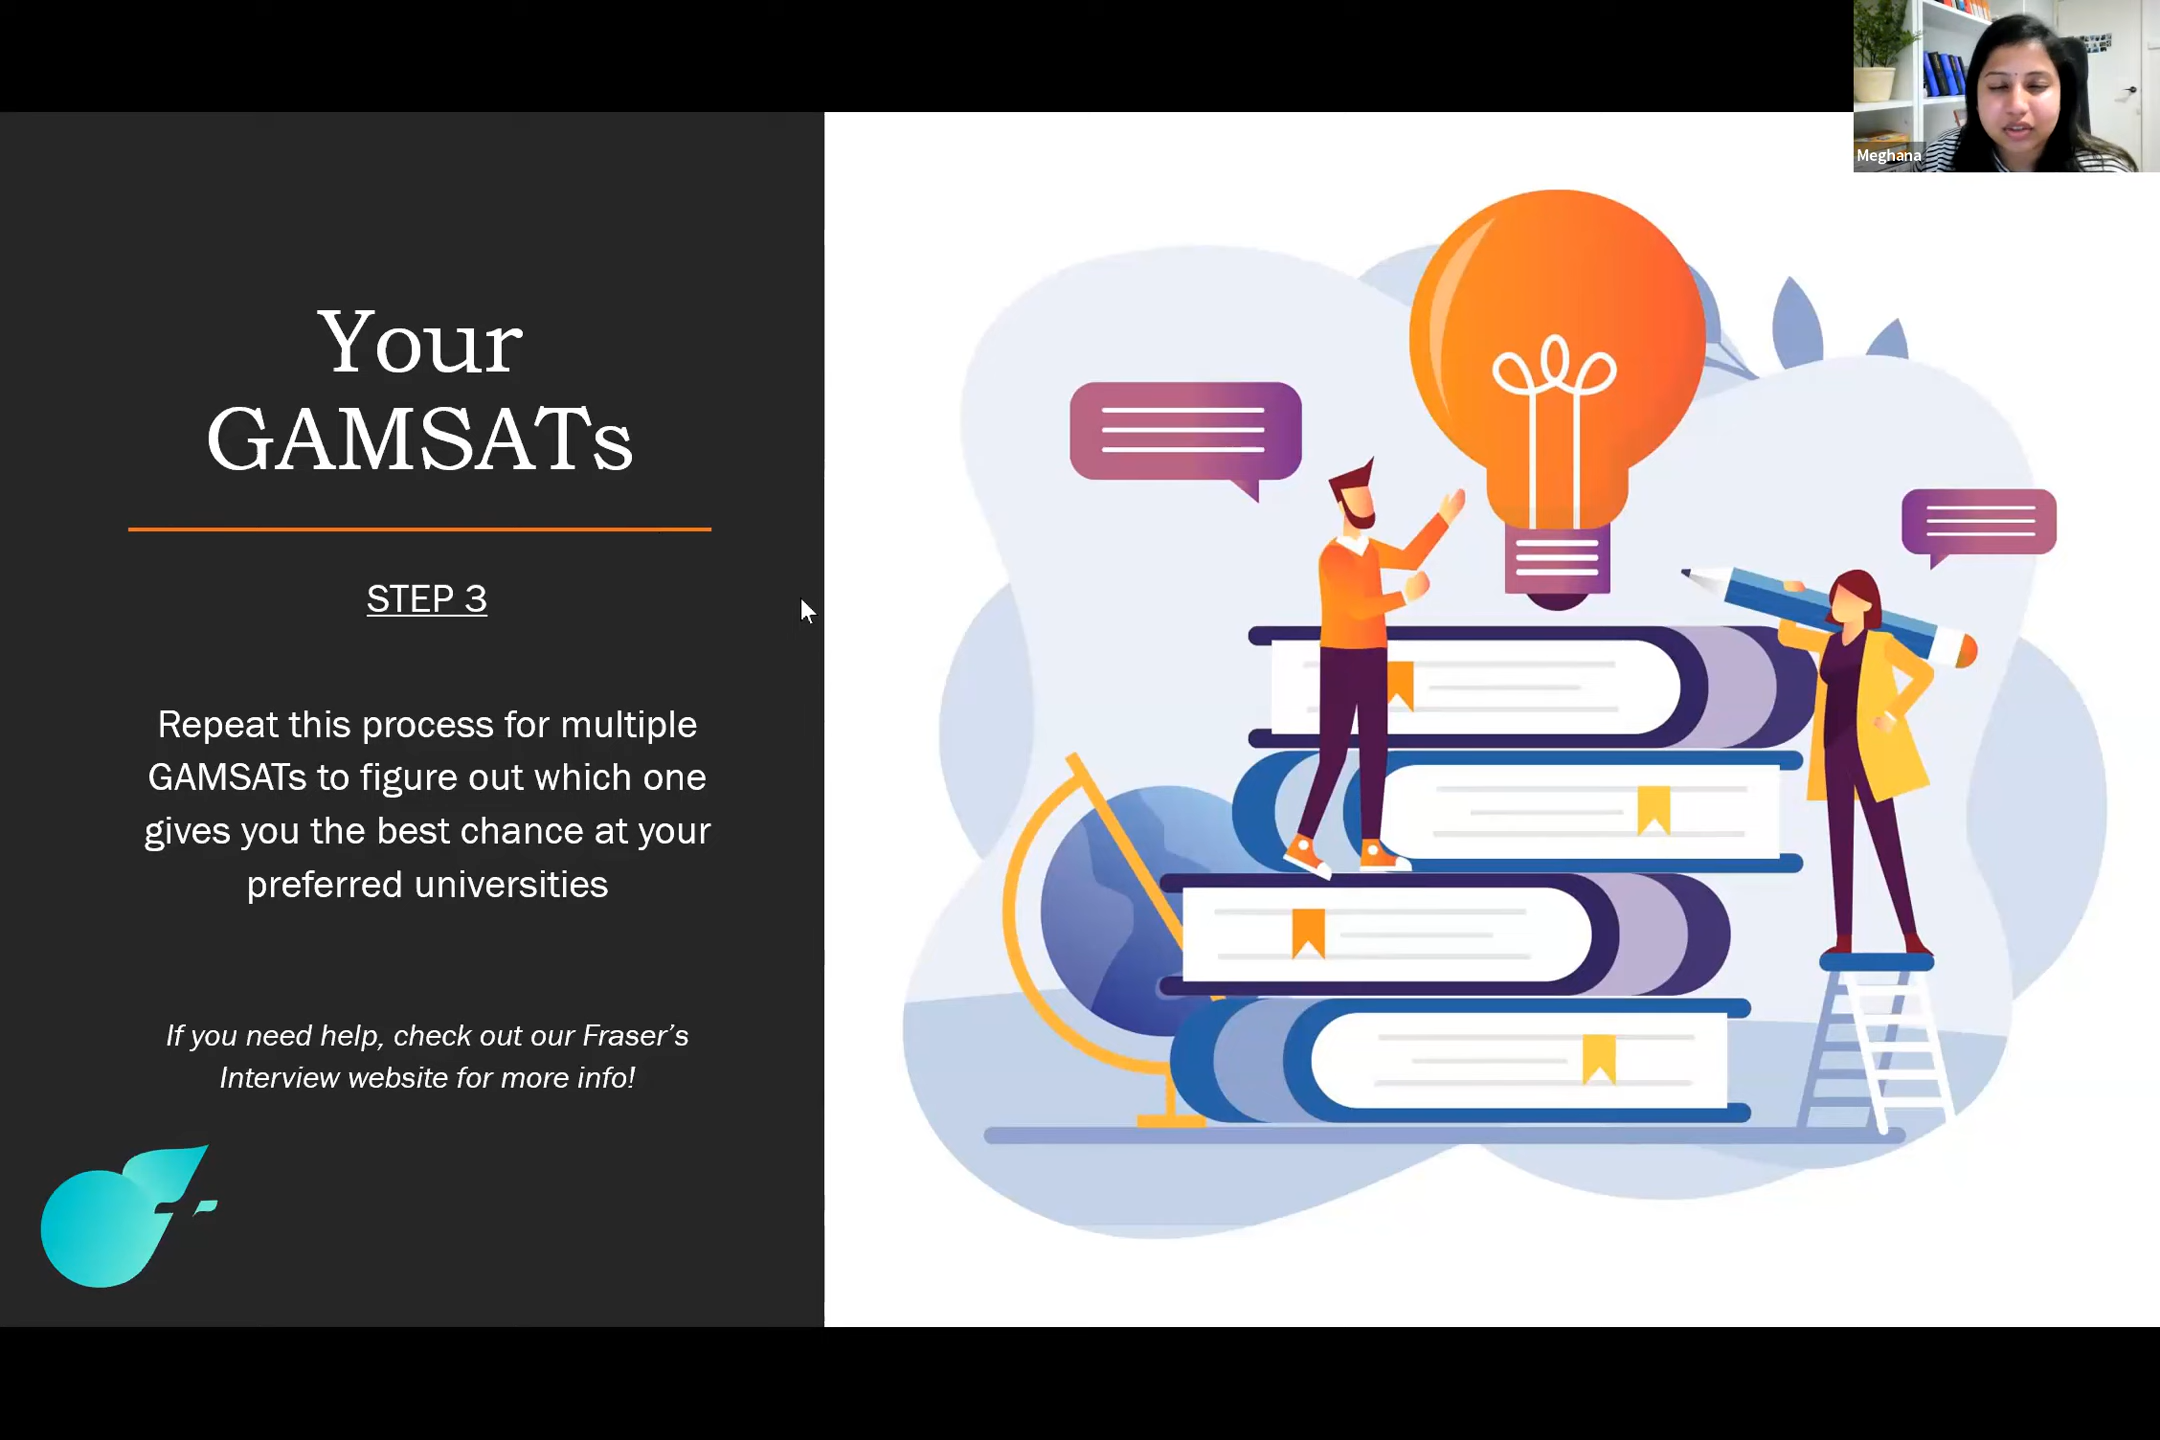 Meghana
Your
GAMSATs
STEP 3
Repeat this process for multiple
GAMSATs to figure out which one
gives you the best chance at your
preferred universities
If you need help, check out our Fraser’s
Interview website for more info!